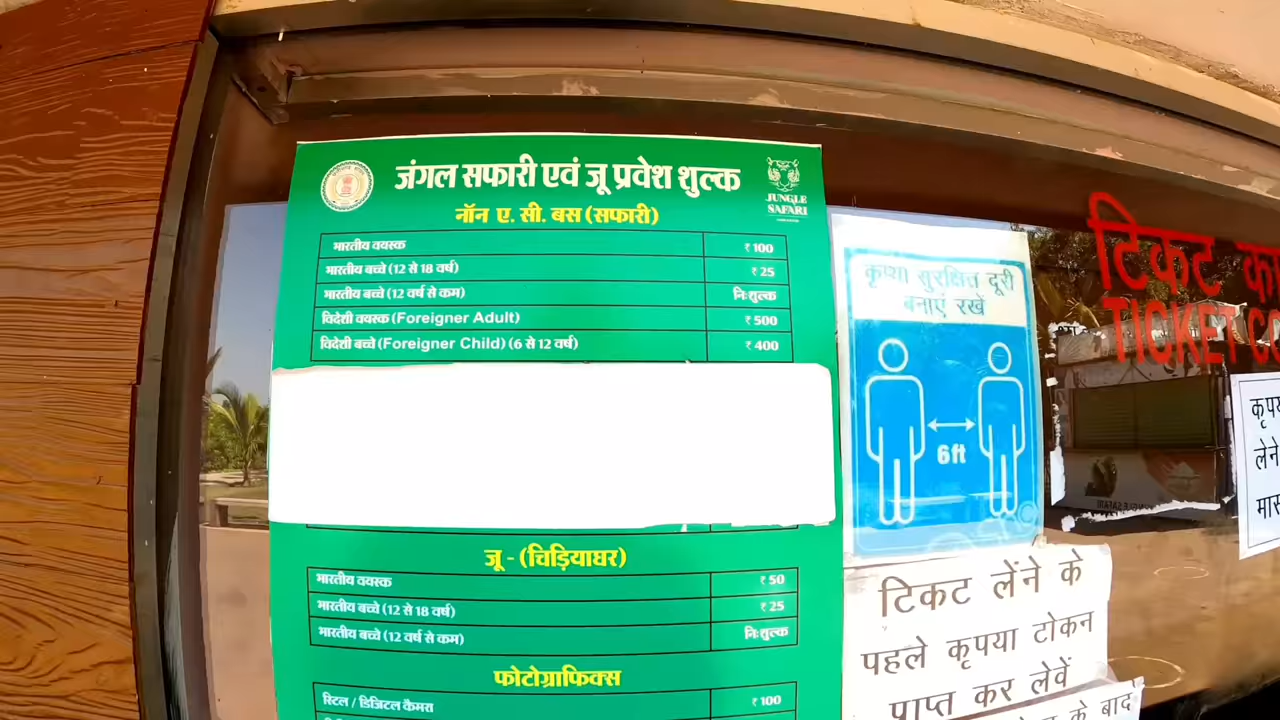 जंगल सफारी एवं जू प्रवेश शुल्क
JUNGLE
SAFARI
नॉन ए. सी. बस (सफारी)
भारतीय वयस्क ₹ 100
भारतीय बच्चे (12 से 18 वर्ष) ₹ 25
भारतीय बच्चे (12 वर्ष से कम) निःशुल्क
विदेशी वयस्क (Foreigner Adult) ₹ 500
विदेशी बच्चे (Foreigner Child) (6 से 12 वर्ष) ₹ 400
जू - (चिड़ियाघर)
भारतीय वयस्क ₹ 50
भारतीय बच्चे (12 से 18 वर्ष) ₹ 25
भारतीय बच्चे (12 वर्ष से कम) निःशुल्क
फोटोग्राफिक्स
स्टिल / डिजिटल कैमरा ₹ 100
कृप्या सुरक्षित दूरी
बनाएं रखें
6ft
टिकट लेंने के
पहले कृपया टोकन
प्राप्त कर लेवें
के बाद
टिकट
TICKET
लेने